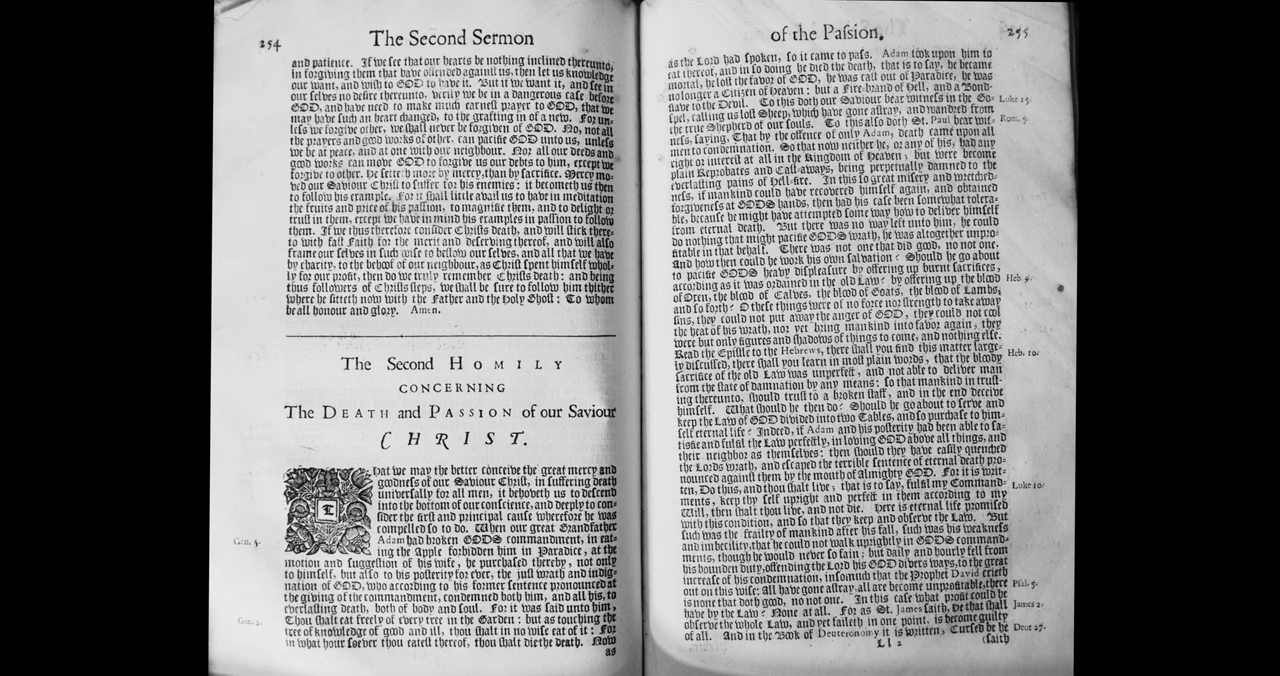 254
The Second Sermon
and patience. If we see that our hearts be nothing inclined thereunto,
in forgiving them that have offended against us, then let us knowledge
our want, and wish to GOD to have it. But if we want it, and see in
our selves no desire thereunto, verily we be in a dangerous case before
GOD, and have need to make much earnest prayer to GOD, that we
may have such an heart changed, to the grafting in of a new. For un-
less we forgive other, we shall never be forgiven of GOD. No, not all
the prayers and good works of other, can pacifie GOD unto us, unless
we be at peace, and at one with our neighbour. Nor all our deeds and
good works can move GOD to forgive us our debts to him, except we
forgive to other. He setteth more by mercy, than by sacrifice. Mercy mo-
ved our Saviour Christ to suffer for his enemies: it becometh us then
to follow his example. For it shall little avail us to have in meditation
the fruits and price of his passion, to magnifie them, and to delight or
trust in them, except we have in mind his examples in passion to follow
them. If we thus therefore consider Christs death, and will stick there-
to with fast Faith for the merit and deserving thereof, and will also
frame our selves in such wise to bestow our selves, and all that we have
by charity, to the behoof of our neighbour, as Christ spent himself whol-
ly for our profit, then do we truly remember Christs death: and being
thus followers of Christs steps, we shall be sure to follow him thither
where he sitteth now with the Father and the Holy Ghost: To whom
be all honour and glory. Amen.
The Second HOMILY
CONCERNING
The DEATH and PASSION of our Saviour
CHRIST.
That we may the better conceive the great mercy and
goodness of our Saviour Christ, in suffering death
universally for all men, it behoveth us to descend
into the bottom of our conscience, and deeply to con-
sider the first and principal cause wherefore he was
compelled so to do. When our great Grandfather
Gen. 3. Adam had broken GODS commandment, in eat-
ing the Apple forbidden him in Paradice, at the
motion and suggestion of his wife, he purchased thereby, not only
to himself, but also to his posterity for ever, the just wrath and indig-
nation of GOD, who according to his former sentence pronounced at
the giving of the commandment, condemned both him, and all his, to
everlasting death, both of body and soul. For it was said unto him,
Gen. 2. Thou shalt eat freely of every tree in the Garden: but as touching the
tree of knowledge of good and ill, thou shalt in no wise eat of it: For
in what hour soever thou eatest thereof, thou shalt die the death. Now
as
of the Passion.
255
as the Lord had spoken, so it came to pass. Adam took upon him to
eat thereof, and in so doing he died the death, that is to say, he became
mortal, he lost the favor of GOD, he was cast out of Paradice, he was
no longer a Citizen of Heaven: but a Fire-brand of Hell, and a Bond-
slave to the Devil. To this doth our Saviour bear witness in the Go- Luke 15.
spel, calling us lost Sheep, which have gone astray, and wandred from
the true Shepherd of our souls. To this also doth St. Paul bear wit- Rom. 5.
ness, saying, That by the offence of only Adam, death came upon all
men to condemnation. So that now neither he, or any of his, had any
right or interest at all in the Kingdom of Heaven; but were become
plain Reprobates and Cast-aways, being perpetually damned to the
everlasting pains of Hell-fire. In this so great misery and wretched-
ness, if mankind could have recovered himself again, and obtained
forgiveness at GODS hands, then had his case been somewhat tolera-
ble, because he might have attempted some way how to deliver himself
from eternal death. But there was no way left unto him, he could
do nothing that might pacifie GODS wrath, he was altogether unpro-
fitable in that behalf. There was not one that did good, no not one.
And how then could he work his own salvation? Should he go about
to pacifie GODS heavy displeasure by offering up burnt sacrifices,
according as it was ordained in the old Law? by offering up the blood Heb 9.
of Oxen, the blood of Calves, the blood of Goats, the blood of Lambs,
and so forth? O these things were of no force nor strength to take away
sins, they could not put away the anger of GOD, they could not cool
the heat of his wrath, nor yet bring mankind into favor again; they
were but only figures and shadows of things to come, and nothing else.
Read the Epistle to the Hebrews, there shall you find this matter large- Heb. 10.
ly discussed, there shall you learn in most plain words, that the bloody
sacrifice of the old Law was unperfect, and not able to deliver man
from the state of damnation by any means: so that mankind in trust-
ing thereunto, should trust to a broken staff, and in the end deceive
himself. What should he then do? Should he go about to serve and
keep the Law of GOD divided into two Tables, and so purchase to him-
self eternal life? Indeed, if Adam and his posterity had been able to sa-
tisfie and fulfil the Law perfectly, in loving GOD above all things, and
their neighbor as themselves: then should they have easily quenched
the Lords wrath, and escaped the terrible sentence of eternal death pro-
nounced against them by the mouth of Almighty GOD. For it is writ-
ten, Do thus, and thou shalt live; that is to say, fulfil my Command- Luke 10.
ments, keep thy self upright and perfect in them according to my
Will, then shalt thou live, and not die. Here is eternal life promised
with this condition, and so that they keep and observe the Law. But
such was the frailty of mankind after his fall, such was his weakness
and imbecility, that he could not walk uprightly in GODS command-
ments, though he would never so fain: but daily and hourly fell from
his bounden duty, offending the Lord his GOD divers ways, to the great
increase of his condemnation, insomuch that the Prophet David crieth
out on this wise: All have gone astray, all are become unprofitable, there Psal. 5.
is none that doth good, no not one. In this case what profit could he
have by the Law? None at all. For as St. James saith, he that shall James 2.
observe the whole Law, and yet faileth in one point, is become guilty
of all. And in the Book of Deuteronomy it is written, Cursed be he Deut 27.
Ll 2
(saith